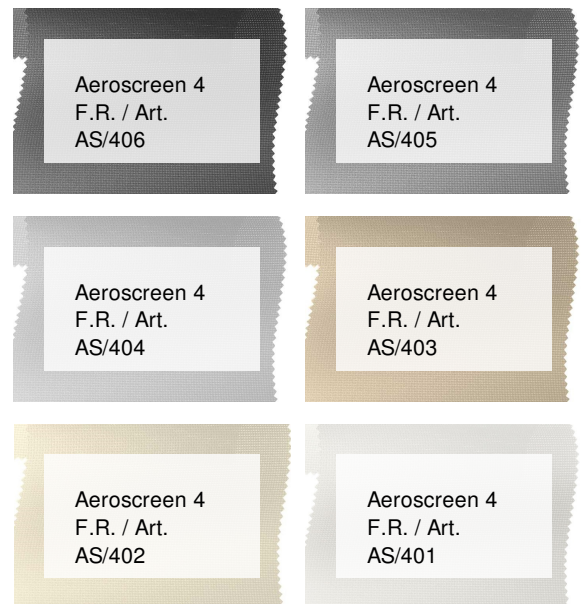 Aeroscreen 4
F.R. / Art.
AS/406
Aeroscreen 4
F.R. / Art.
AS/405
Aeroscreen 4
F.R. / Art.
AS/404
Aeroscreen 4
F.R. / Art.
AS/403
Aeroscreen 4
F.R. / Art.
AS/402
Aeroscreen 4
F.R. / Art.
AS/401